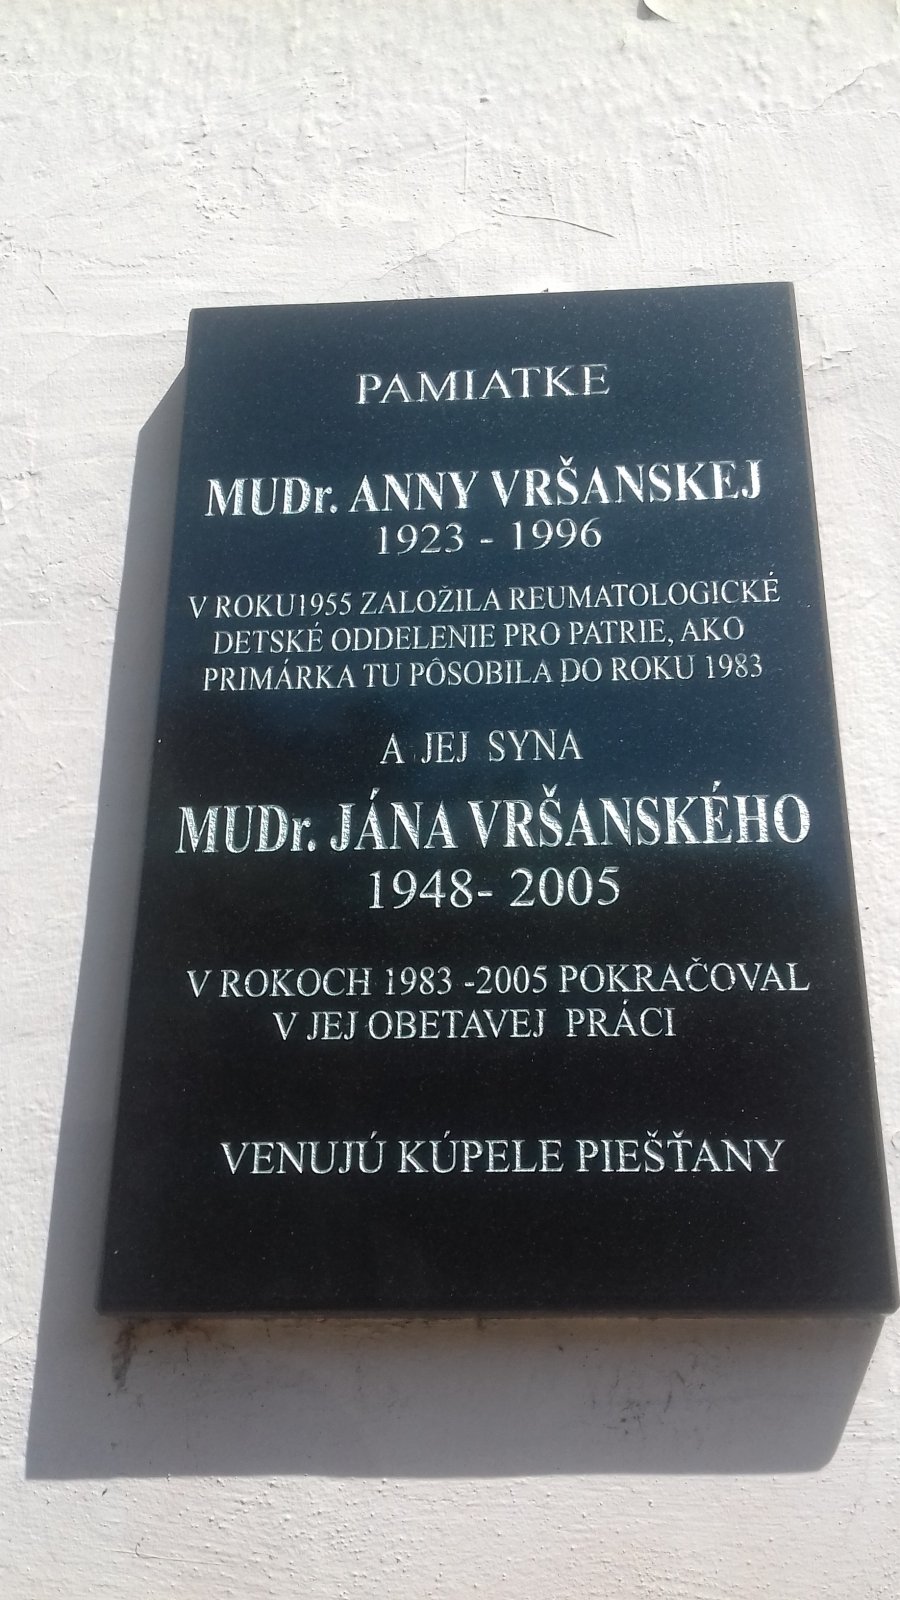 PAMIATKE
MUDr. ANNY VRŠANSKEJ
1923 - 1996
V ROKU1955 ZALOŽILA REUMATOLOGICKÉ
DETSKÉ ODDELENIE PRO PATRIE, AKO
PRIMÁRKA TU PÔSOBILA DO ROKU 1983
A JEJ SYNA
MUDr. JÁNA VRŠANSKÉHO
1948- 2005
V ROKOCH 1983 -2005 POKRAČOVAL
V JEJ OBETAVEJ PRÁCI
VENUJÚ KÚPELE PIEŠŤANY